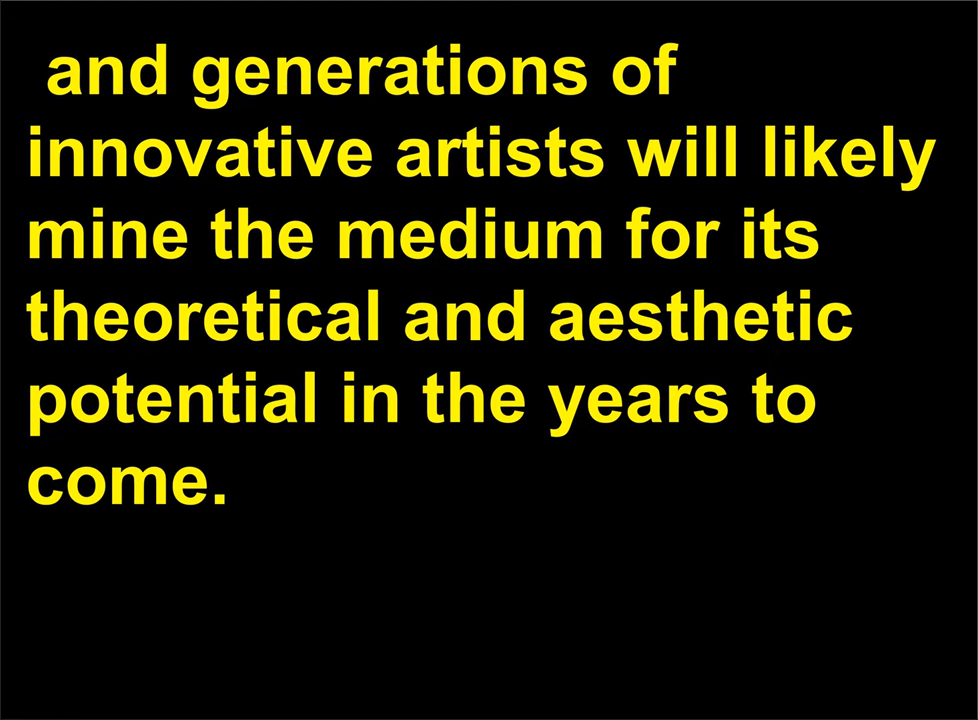 and generations of
innovative artists will likely
mine the medium for its
theoretical and aesthetic
potential in the years to
come.